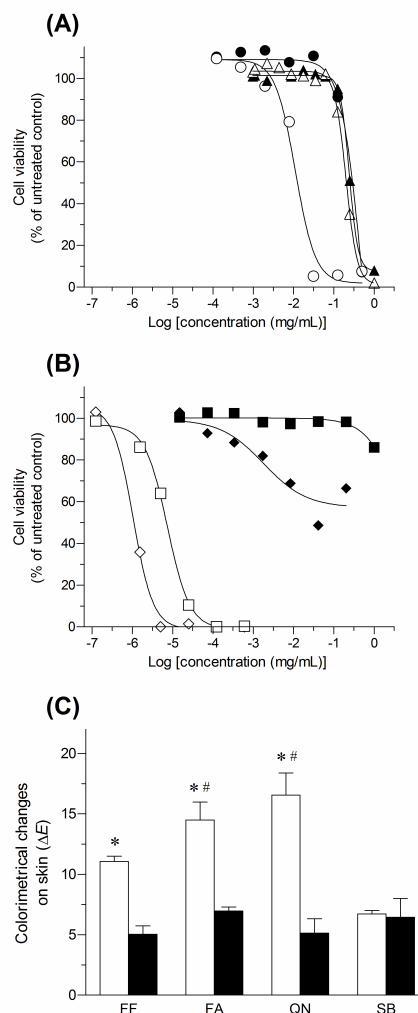 (A)
Cell viability
(% of untreated control)
100
80
60
40
20
0
-7 -6 -5 -4 -3 -2 -1 0 1
Log [concentration (mg/mL)]
(B)
Cell viability
(% of untreated control)
100
80
60
40
20
0
-7 -6 -5 -4 -3 -2 -1 0 1
Log [concentration (mg/mL)]
(C)
Colorimetrical changes
on skin (ΔE)
20
15
10
5
0
*
* #
* #
QN SB